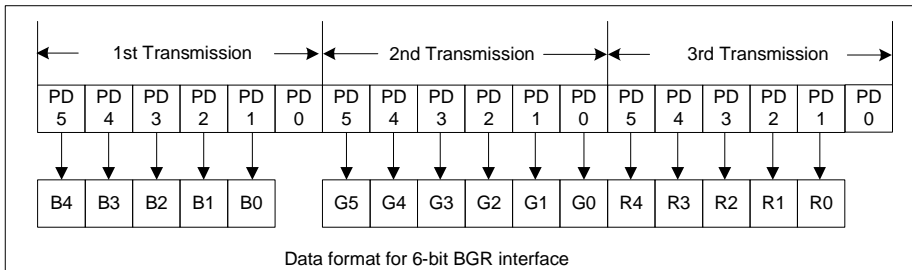 1st Transmission 2nd Transmission 3rd Transmission
PD 5 PD 4 PD 3 PD 2 PD 1 PD 0 PD 5 PD 4 PD 3 PD 2 PD 1 PD 0 PD 5 PD 4 PD 3 PD 2 PD 1 PD 0
B4 B3 B2 B1 B0 G5 G4 G3 G2 G1 G0 R4 R3 R2 R1 R0
Data format for 6-bit BGR interface